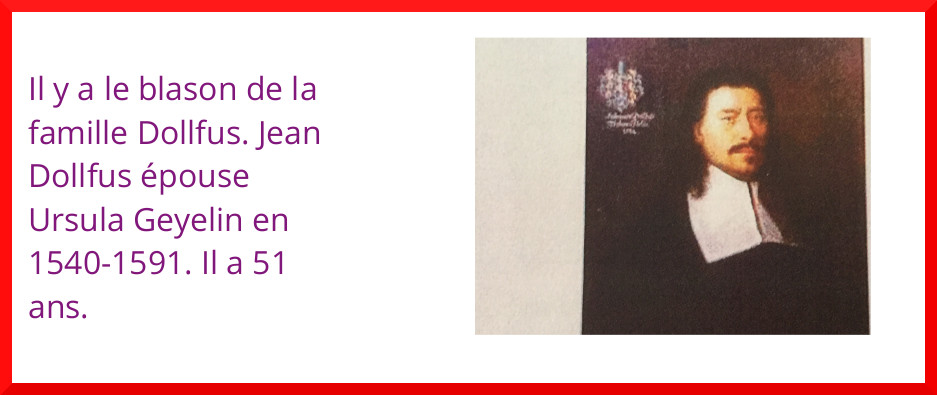 Il y a le blason de la
famille Dollfus. Jean
Dollfus épouse
Ursula Geyelin en
1540-1591. Il a 51
ans.